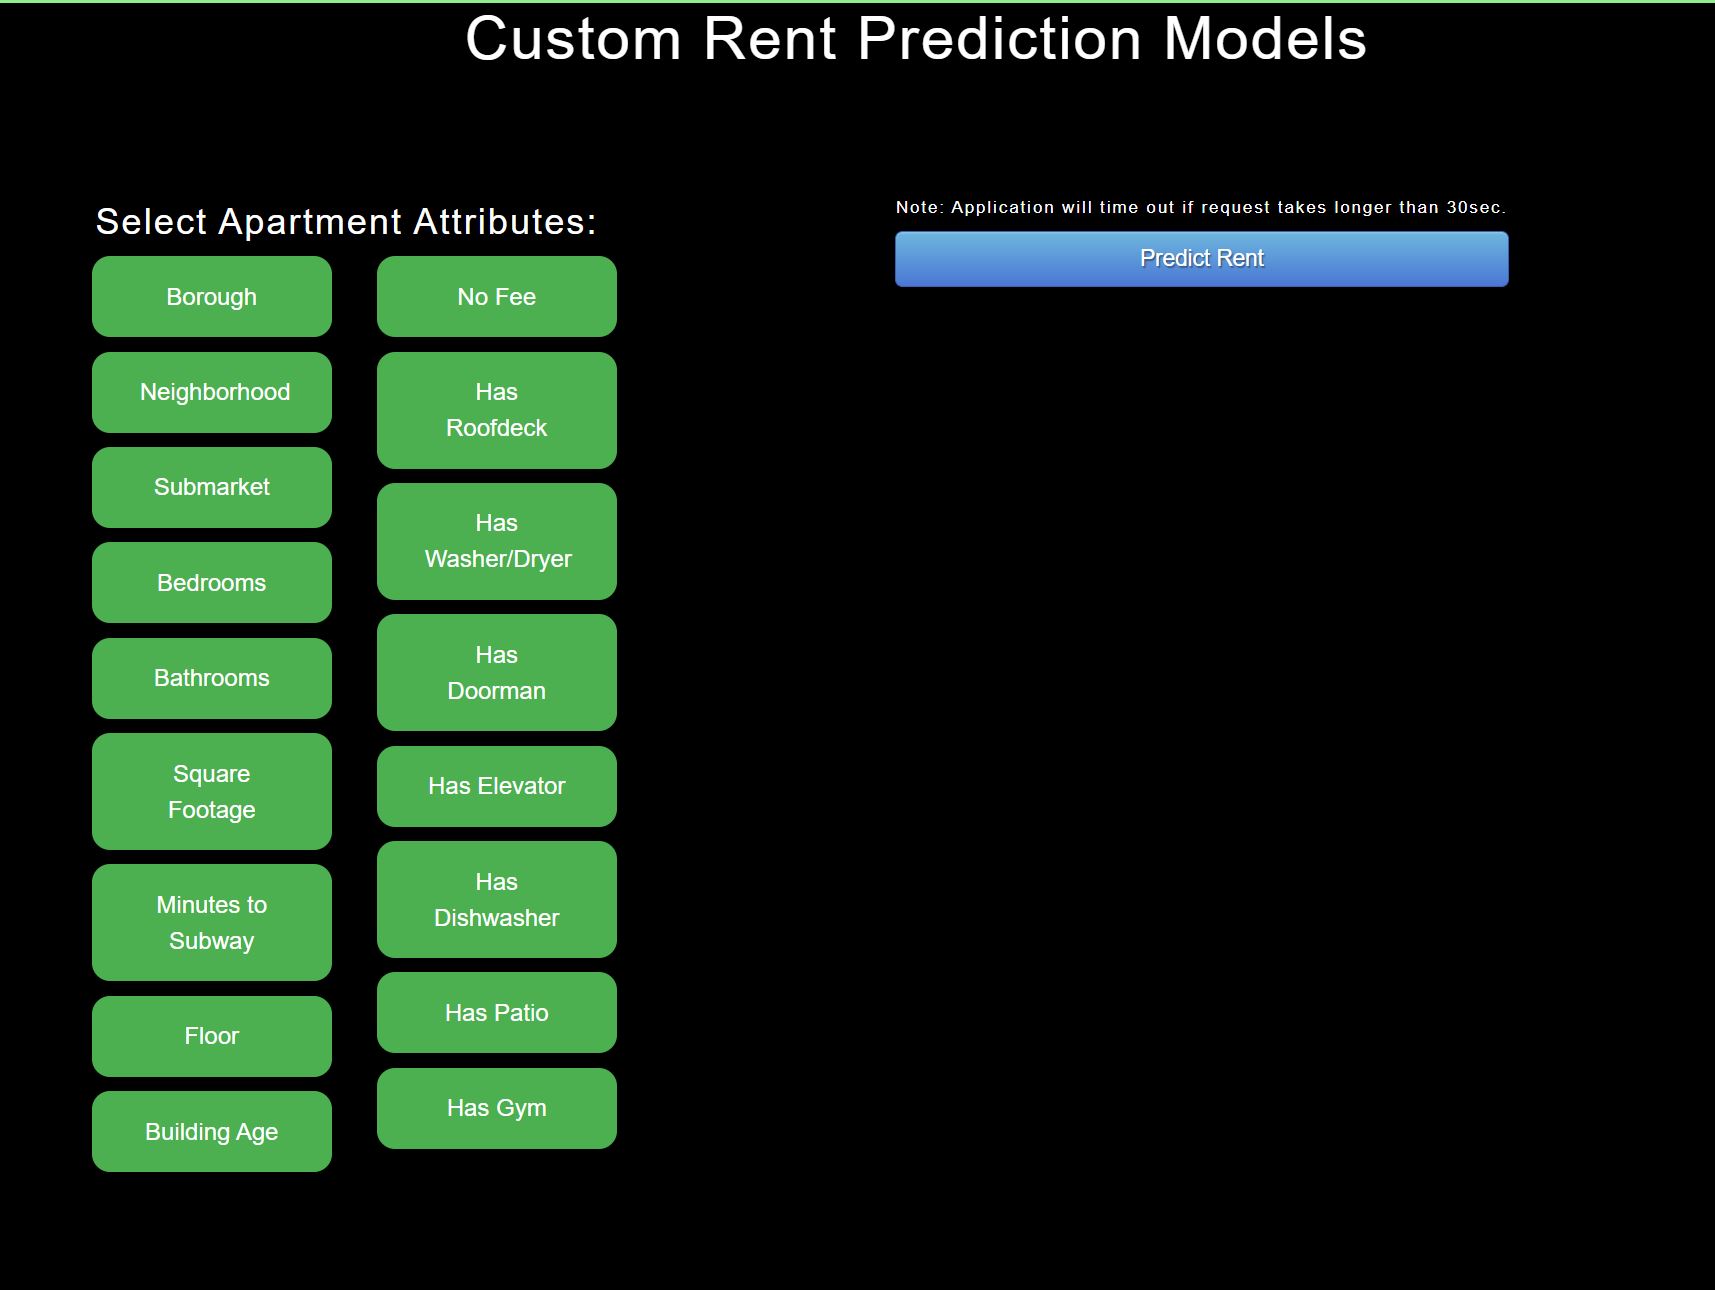 Custom Rent Prediction Models
Select Apartment Attributes:
Borough
Neighborhood
Submarket
Bedrooms
Bathrooms
Square
Footage
Minutes to
Subway
Floor
Building Age
No Fee
Has
Roofdeck
Has
Washer/Dryer
Has
Doorman
Has Elevator
Has
Dishwasher
Has Patio
Has Gym
Note: Application will time out if request takes longer than 30sec.
Predict Rent